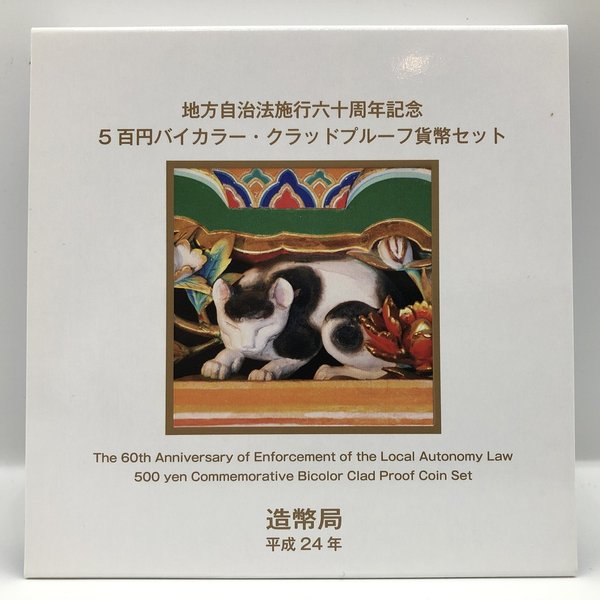 地方自治法施行六十周年記念
5百円バイカラー・クラッドプルーフ貨幣セット
The 60th Anniversary of Enforcement of the Local Autonomy Law
500 yen Commemorative Bicolor Clad Proof Coin Set
造幣局
平成24年